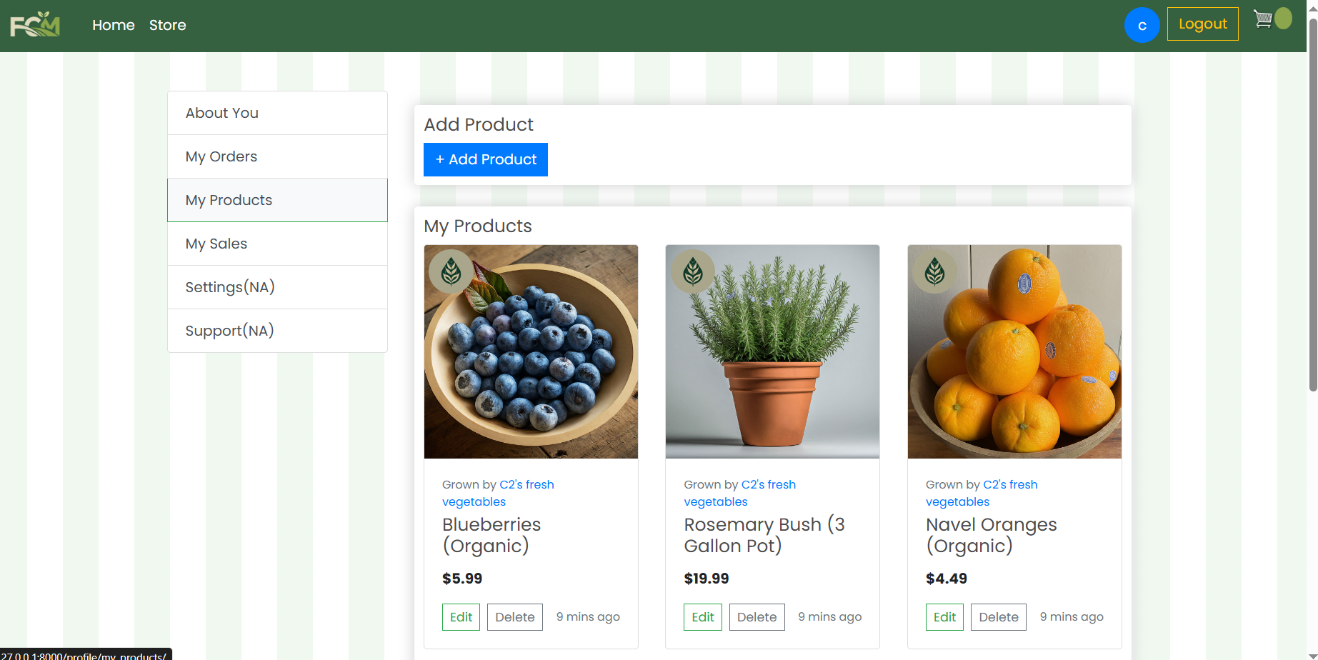 FCM
Home Store
c
Logout
About You
My Orders
My Products
My Sales
Settings(NA)
Support(NA)
Add Product
+ Add Product
My Products
Grown by C2's fresh
vegetables
Blueberries
(Organic)
$5.99
Edit Delete 9 mins ago
Grown by C2's fresh
vegetables
Rosemary Bush (3
Gallon Pot)
$19.99
Edit Delete 9 mins ago
Grown by C2's fresh
vegetables
Navel Oranges
(Organic)
$4.49
Edit Delete 9 mins ago
27.0.0.1:8000/profile/my_products/